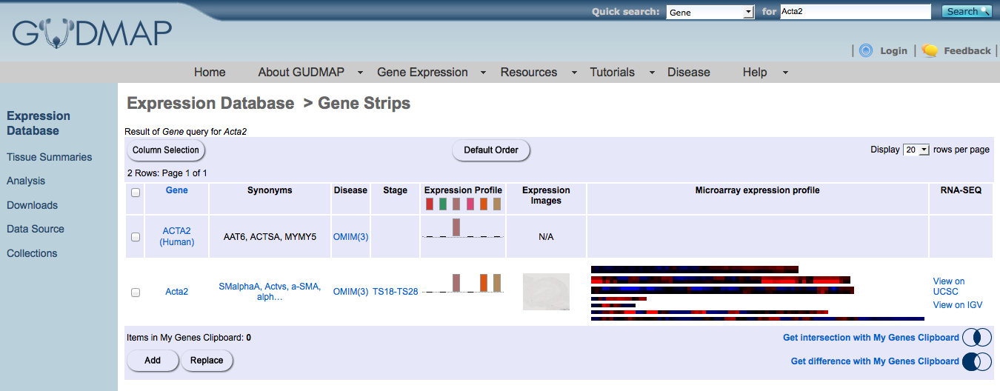 Quick search: Gene for Acta2 Search
GUDMAP
Login Feedback
Home About GUDMAP Gene Expression Resources Tutorials Disease Help
Expression Database
Tissue Summaries
Analysis
Downloads
Data Source
Collections
Expression Database > Gene Strips
Result of Gene query for Acta2
Column Selection Default Order Display 20 rows per page
2 Rows: Page 1 of 1
Gene Synonyms Disease Stage Expression Profile Expression Images Microarray expression profile RNA-SEQ
ACTA2 (Human) AAT6, ACTSA, MYMY5 OMIM(3) N/A
Acta2 SMalphaA, Actvs, a-SMA, alph... OMIM(3) TS18-TS28 View on UCSC
View on IGV
Items in My Genes Clipboard: 0 Get intersection with My Genes Clipboard
Add Replace Get difference with My Genes Clipboard